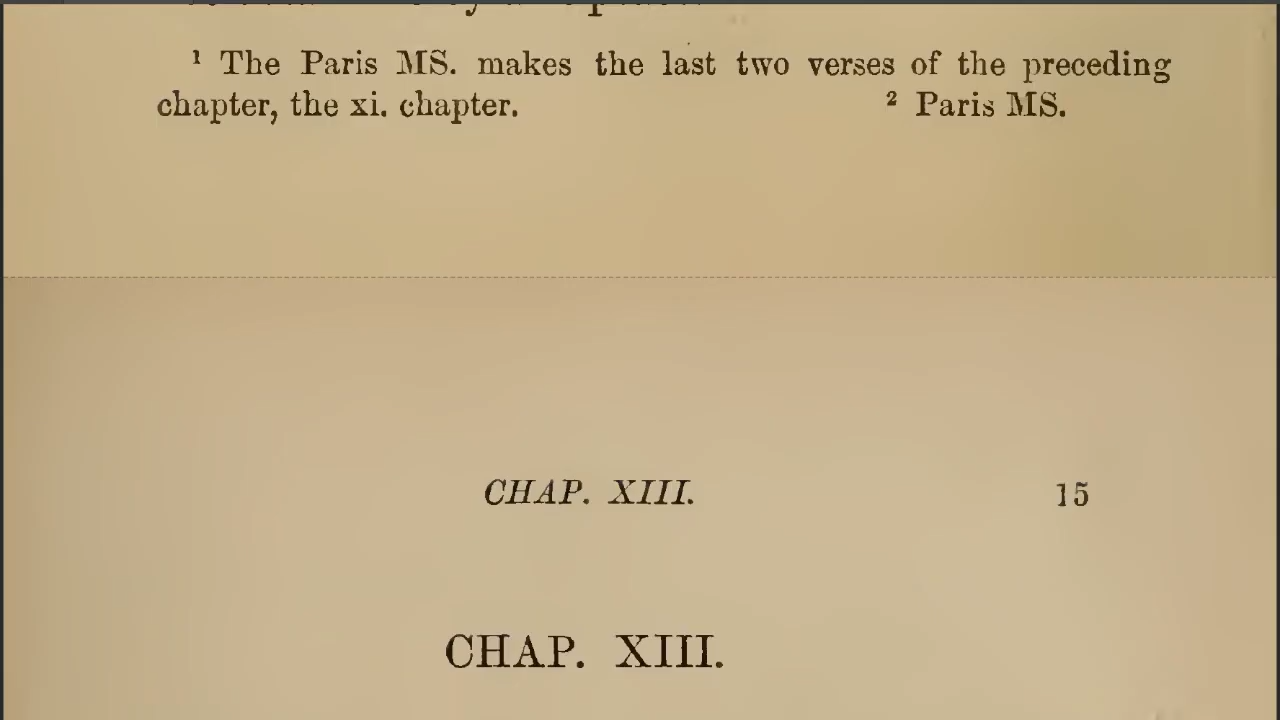 ¹ The Paris MS. makes the last two verses of the preceding
chapter, the xi. chapter. ² Paris MS.
CHAP. XIII. 15
CHAP. XIII.